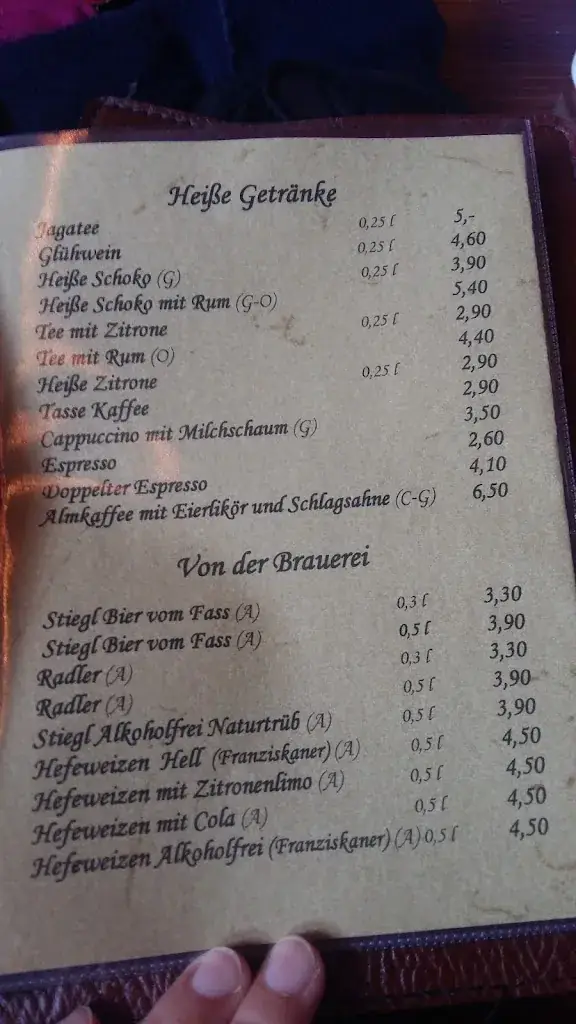 Heiße Getränke
Jagatee 0,25 l 5,-
Glühwein 0,25 l 4,60
Heiße Schoko (G) 0,25 l 3,90
Heiße Schoko mit Rum (G-O) 5,40
Tee mit Zitrone 0,25 l 2,90
Tee mit Rum (O) 4,40
Heiße Zitrone 0,25 l 2,90
Tasse Kaffee 2,90
Cappuccino mit Milchschaum (G) 3,50
Espresso 2,60
Doppelter Espresso 4,10
Almkaffee mit Eierlikör und Schlagsahne (C-G) 6,50
Von der Brauerei
Stiegl Bier vom Fass (A) 0,3 l 3,30
Stiegl Bier vom Fass (A) 0,5 l 3,90
Radler (A) 0,3 l 3,30
Radler (A) 0,5 l 3,90
Stiegl Alkoholfrei Naturtrüb (A) 0,5 l 3,90
Hefeweizen Hell (Franziskaner) (A) 0,5 l 4,50
Hefeweizen mit Zitronenlimo (A) 0,5 l 4,50
Hefeweizen mit Cola (A) 0,5 l 4,50
Hefeweizen Alkoholfrei (Franziskaner) (A) 0,5 l 4,50